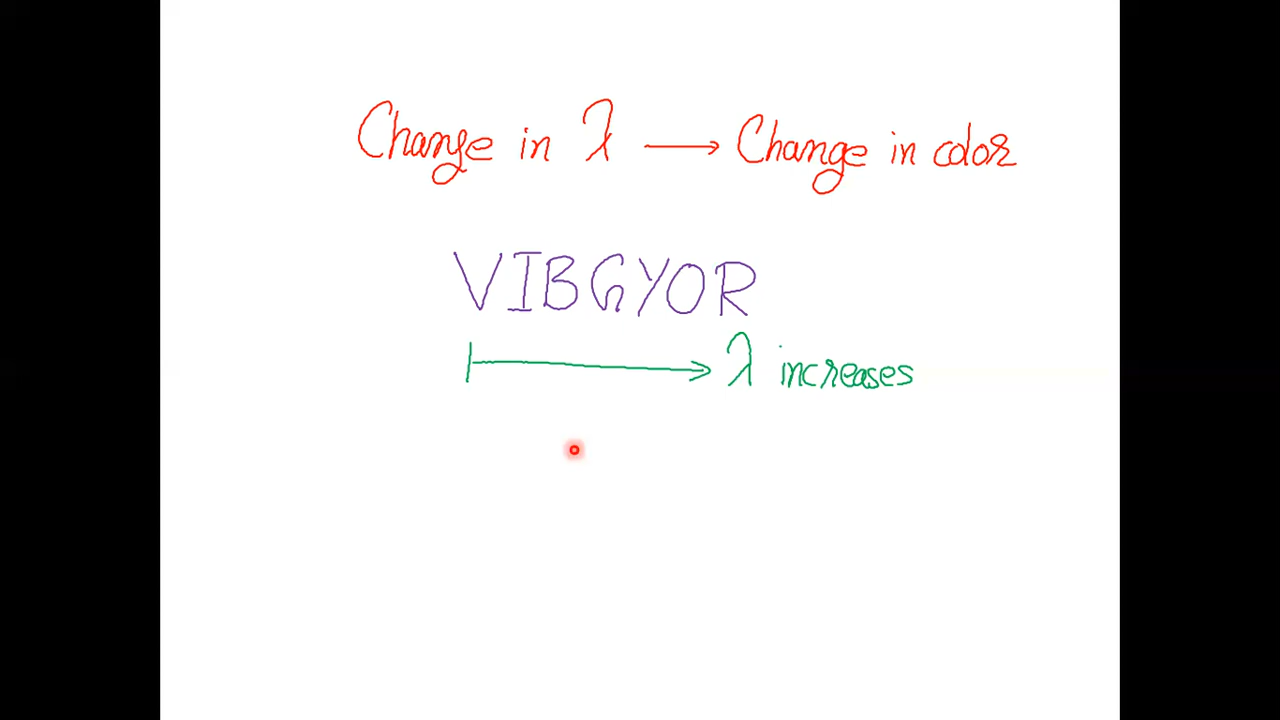 Change in λ → Change in color
VIBGYOR
λ increases